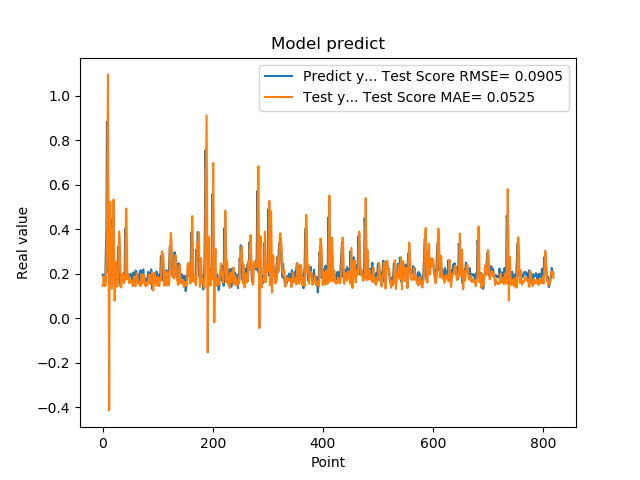 Model predict
Predict y... Test Score RMSE= 0.0905
Test y... Test Score MAE= 0.0525
Real value
1.0
0.8
0.6
0.4
0.2
0.0
−0.2
−0.4
0
200
400
600
800
Point